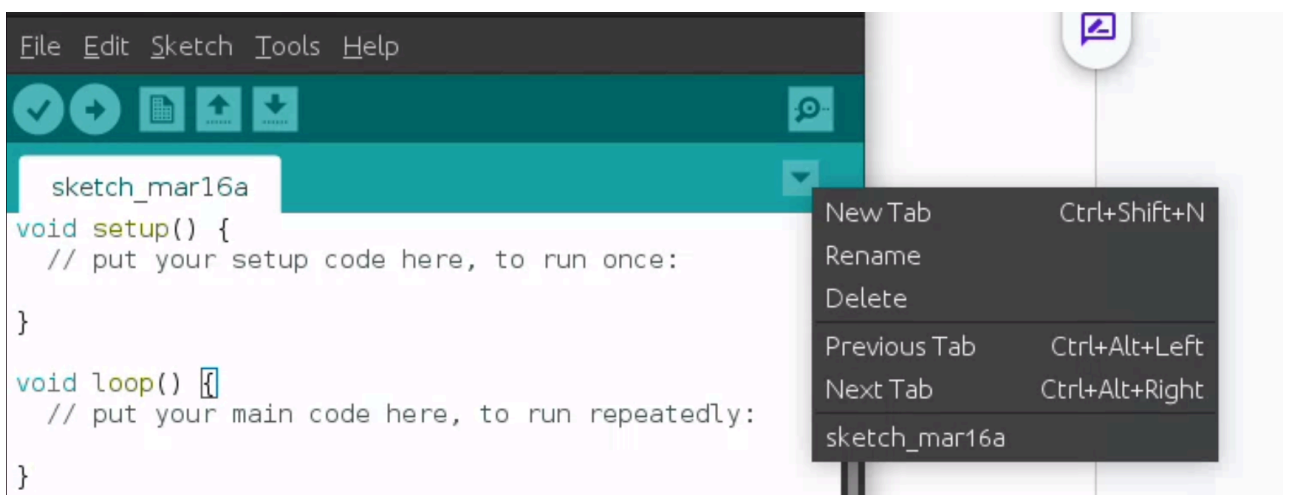 File Edit Sketch Tools Help
sketch_mar16a
void setup() {
  // put your setup code here, to run once:
}
void loop() {
  // put your main code here, to run repeatedly:
}
New Tab Ctrl+Shift+N
Rename
Delete
Previous Tab Ctrl+Alt+Left
Next Tab Ctrl+Alt+Right
sketch_mar16a